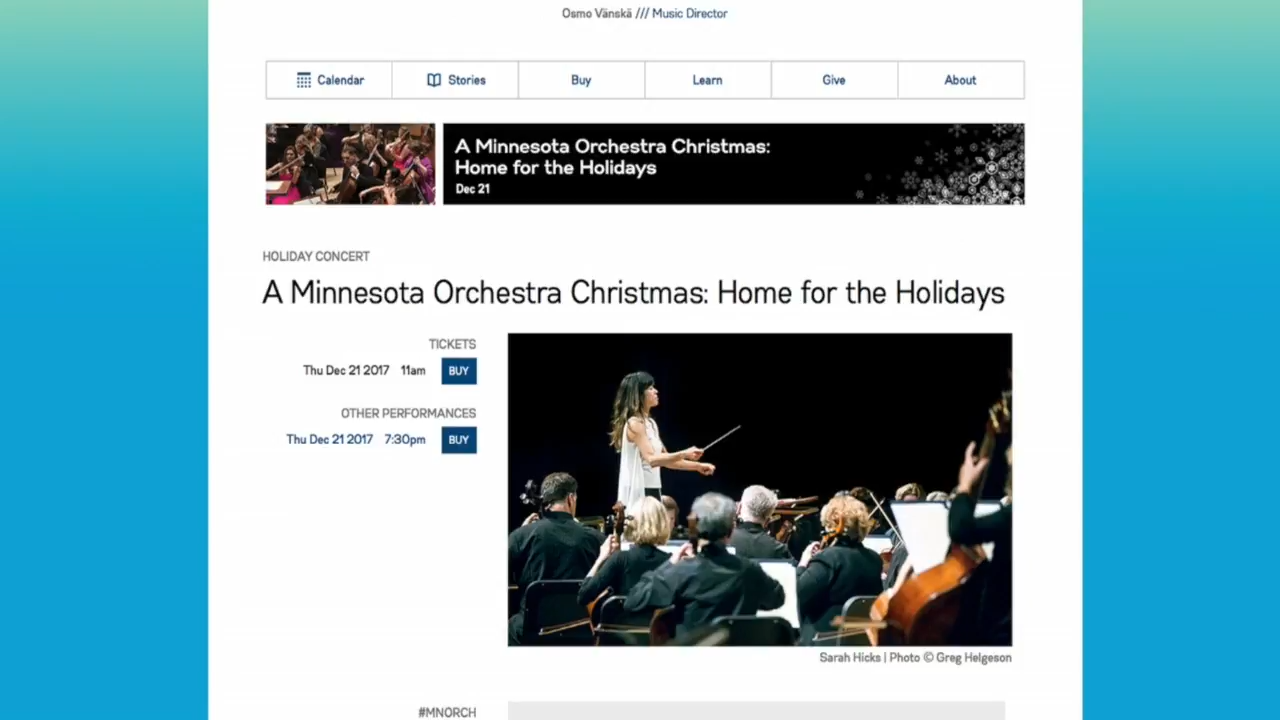 Osmo Vänskä /// Music Director
Calendar
Stories
Buy
Learn
Give
About
A Minnesota Orchestra Christmas:
Home for the Holidays
Dec 21
HOLIDAY CONCERT
A Minnesota Orchestra Christmas: Home for the Holidays
TICKETS
Thu Dec 21 2017 11am BUY
OTHER PERFORMANCES
Thu Dec 21 2017 7:30pm BUY
Sarah Hicks | Photo © Greg Helgeson
#MNORCH